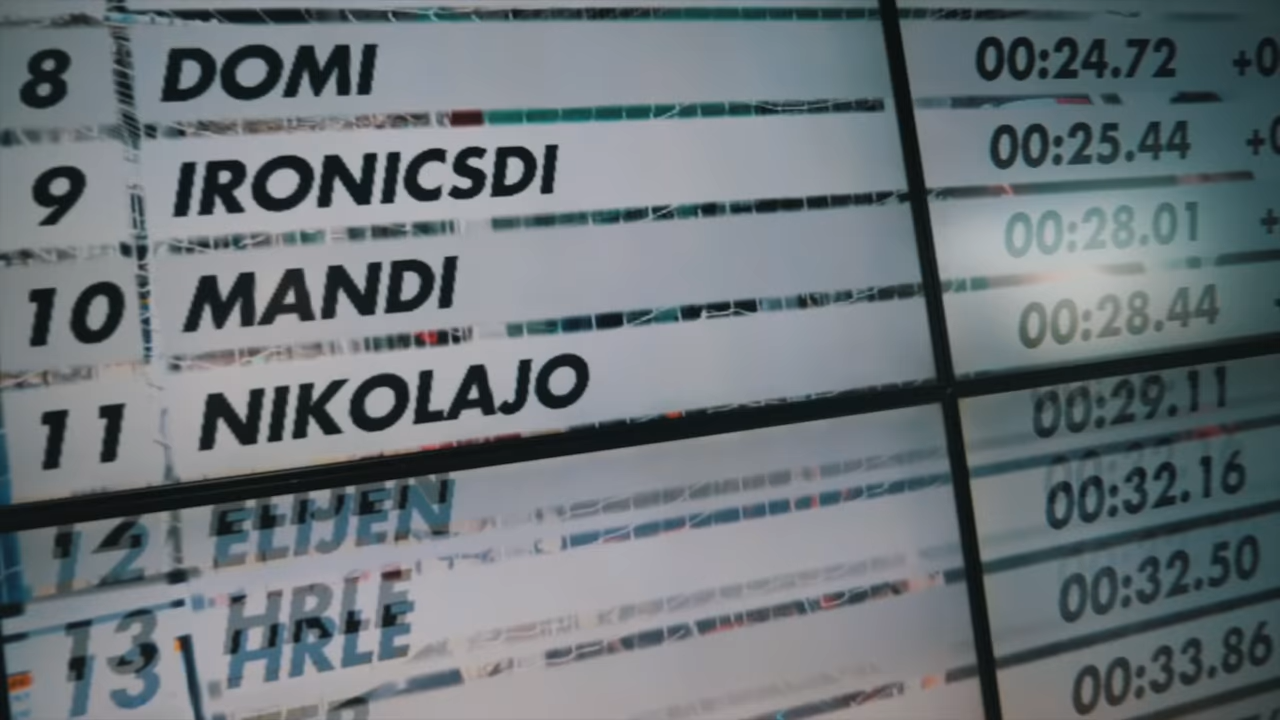 8 DOMI 00:24.72 +0
9 IRONICSDI 00:25.44 +0
10 MANDI 00:28.01 +
11 NIKOLAJO 00:28.44
12 ELIJEN 00:29.11
13 HRLE 00:32.16
00:32.50
00:33.86